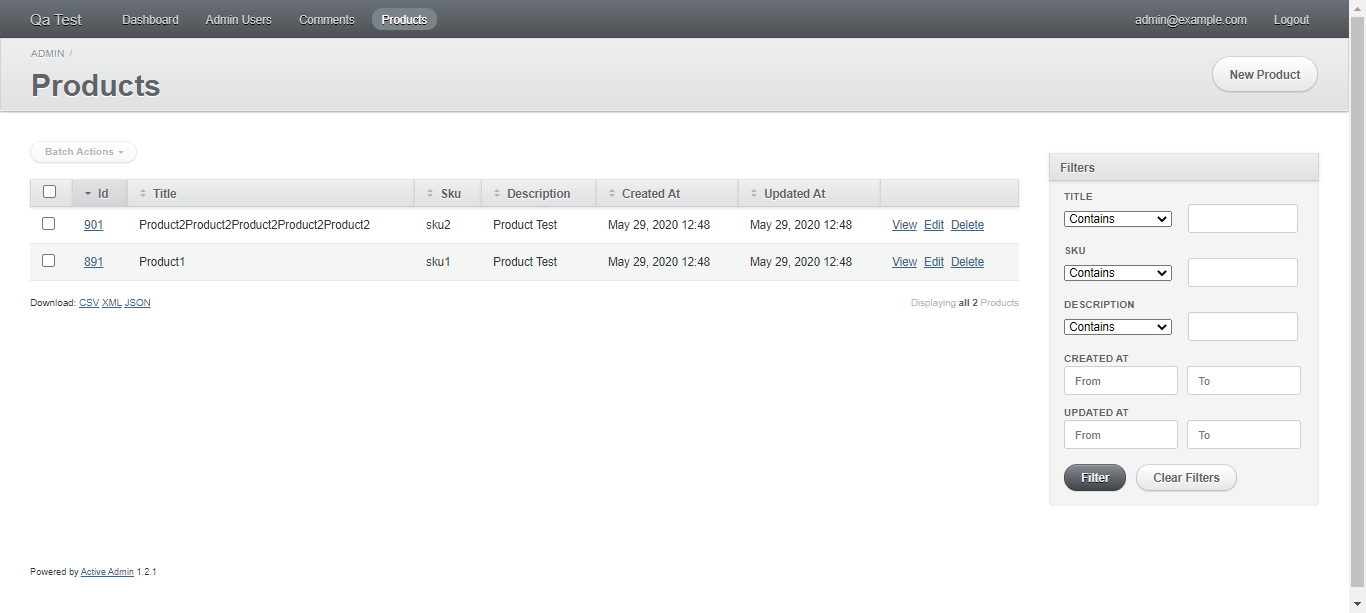 Qa Test Dashboard Admin Users Comments Products admin@example.com Logout
ADMIN /
Products
New Product
Batch Actions
Id Title Sku Description Created At Updated At
901 Product2Product2Product2Product2Product2 sku2 Product Test May 29, 2020 12:48 May 29, 2020 12:48 View Edit Delete
891 Product1 sku1 Product Test May 29, 2020 12:48 May 29, 2020 12:48 View Edit Delete
Download: CSV XML JSON
Displaying all 2 Products
Filters
TITLE
Contains
SKU
Contains
DESCRIPTION
Contains
CREATED AT
From To
UPDATED AT
From To
Filter Clear Filters
Powered by Active Admin 1.2.1